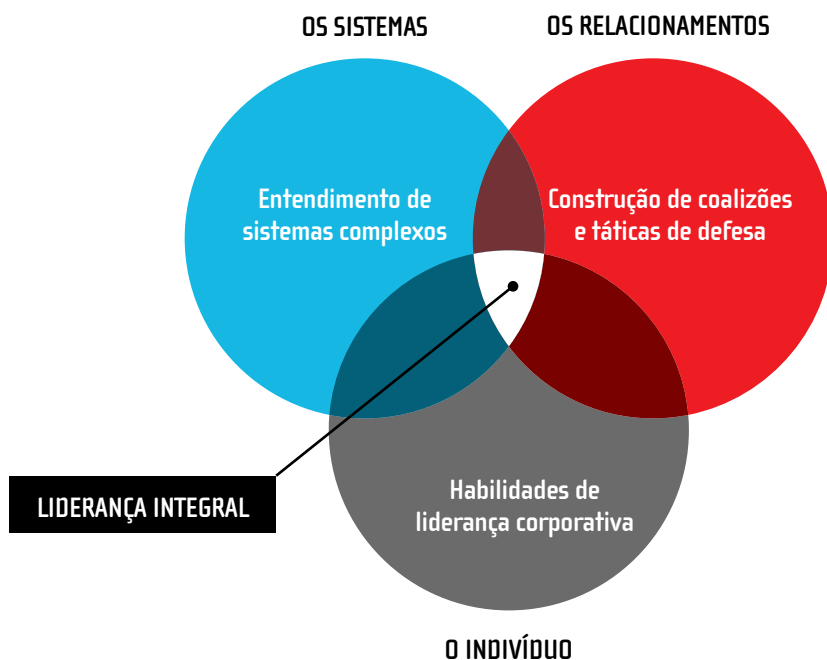 OS SISTEMAS
OS RELACIONAMENTOS
Entendimento de
sistemas complexos
Construção de coalizões
e táticas de defesa
LIDERANÇA INTEGRAL
Habilidades de
liderança corporativa
O INDIVÍDUO